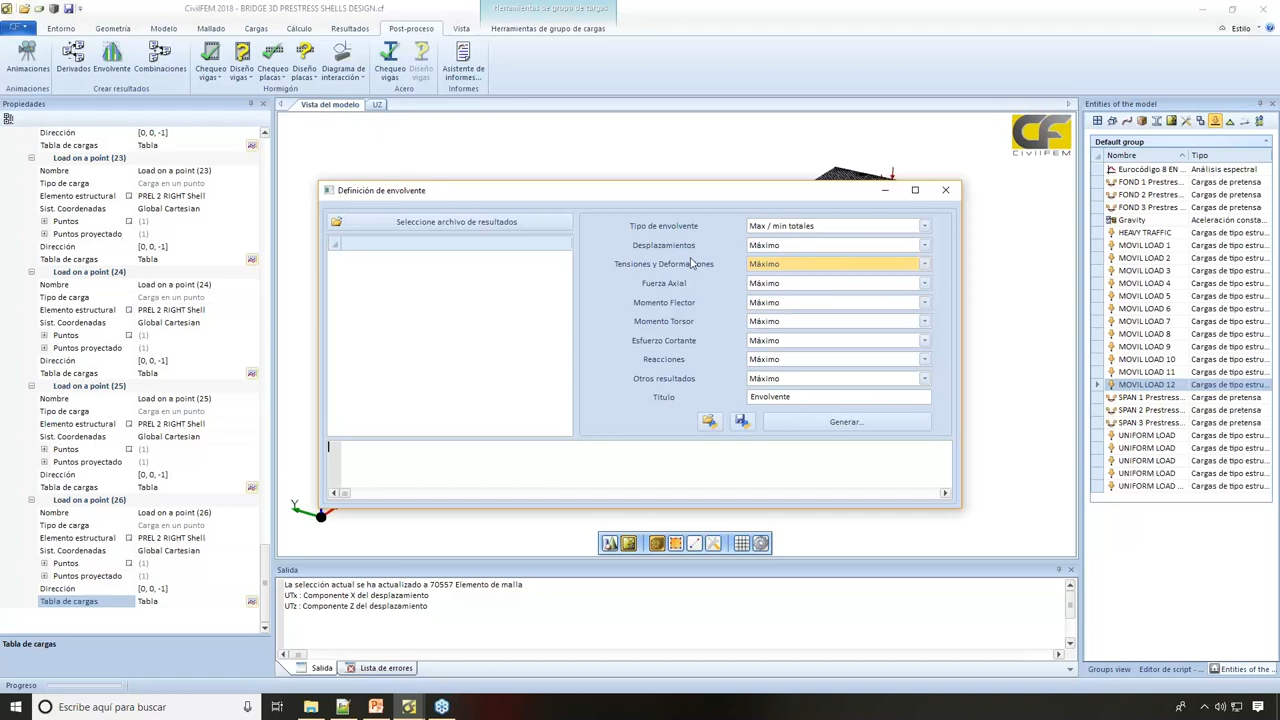 CivilFEM 2018 - BRIDGE 3D PRESTRESS SHELLS DESIGN.cf
Herramientas de grupo de cargas
CF
Entorno
Geometría
Modelo
Mallado
Cargas
Cálculo
Resultados
Post-proceso
Vista
Herramientas de grupo de cargas
Estilo
Animaciones
Derivados
Envolvente
Combinaciones
Chequeo vigas
Diseño vigas
Chequeo placas
Diseño placas
Diagrama de interacción
Chequeo vigas
Diseño vigas
Asistente de informes...
Animaciones
Crear resultados
Hormigón
Acero
Informes
Propiedades
Dirección [0, 0, -1]
Tabla de cargas Tabla
Load on a point (23)
Nombre Load on a point (23)
Tipo de carga Carga en un punto
Elemento estructural PREL 2 RIGHT Shell
Sist. Coordenadas Global Cartesian
Puntos (1)
Puntos proyectado (1)
Dirección [0, 0, -1]
Tabla de cargas Tabla
Load on a point (24)
Nombre Load on a point (24)
Tipo de carga Carga en un punto
Elemento estructural PREL 2 RIGHT Shell
Sist. Coordenadas Global Cartesian
Puntos (1)
Puntos proyectado (1)
Dirección [0, 0, -1]
Tabla de cargas Tabla
Load on a point (25)
Nombre Load on a point (25)
Tipo de carga Carga en un punto
Elemento estructural PREL 2 RIGHT Shell
Sist. Coordenadas Global Cartesian
Puntos (1)
Puntos proyectado (1)
Dirección [0, 0, -1]
Tabla de cargas Tabla
Load on a point (26)
Nombre Load on a point (26)
Tipo de carga Carga en un punto
Elemento estructural PREL 2 RIGHT Shell
Sist. Coordenadas Global Cartesian
Puntos (1)
Puntos proyectado (1)
Dirección [0, 0, -1]
Tabla de cargas Tabla
Tabla de cargas
Progreso
Vista del modelo
UZ
CF
CIVILFEM
Definición de envolvente
Seleccione archivo de resultados
Tipo de envolvente Max / min totales
Desplazamientos Máximo
Tensiones y Deformaciones Máximo
Fuerza Axial Máximo
Momento Flector Máximo
Momento Torsor Máximo
Esfuerzo Cortante Máximo
Reacciones Máximo
Otros resultados Máximo
Titulo Envolvente
Generar...
Y
Salida
La selección actual se ha actualizado a 70557 Elemento de malla
UTx : Componente X del desplazamiento
UTz : Componente Z del desplazamiento
Salida
Lista de errores
Entities of the model
Default group
Nombre Tipo
Eurocódigo 8 EN ... Análisis espectral
FOND 1 Prestres... Cargas de pretensa
FOND 2 Prestres... Cargas de pretensa
FOND 3 Prestres... Cargas de pretensa
Gravity Aceleración consta...
HEAVY TRAFFIC Cargas de tipo estru...
MOVIL LOAD 1 Cargas de tipo estru...
MOVIL LOAD 2 Cargas de tipo estru...
MOVIL LOAD 3 Cargas de tipo estru...
MOVIL LOAD 4 Cargas de tipo estru...
MOVIL LOAD 5 Cargas de tipo estru...
MOVIL LOAD 6 Cargas de tipo estru...
MOVIL LOAD 7 Cargas de tipo estru...
MOVIL LOAD 8 Cargas de tipo estru...
MOVIL LOAD 9 Cargas de tipo estru...
MOVIL LOAD 10 Cargas de tipo estru...
MOVIL LOAD 11 Cargas de tipo estru...
MOVIL LOAD 12 Cargas de tipo estru...
SPAN 1 Prestress... Cargas de pretensa
SPAN 2 Prestress... Cargas de pretensa
SPAN 3 Prestress... Cargas de pretensa
UNIFORM LOAD Cargas de tipo estru...
UNIFORM LOAD Cargas de tipo estru...
UNIFORM LOAD Cargas de tipo estru...
UNIFORM LOAD Cargas de tipo estru...
UNIFORM LOAD ... Cargas de tipo estru...
Groups view
Editor de script -...
Entities of the...
Escribe aquí para buscar